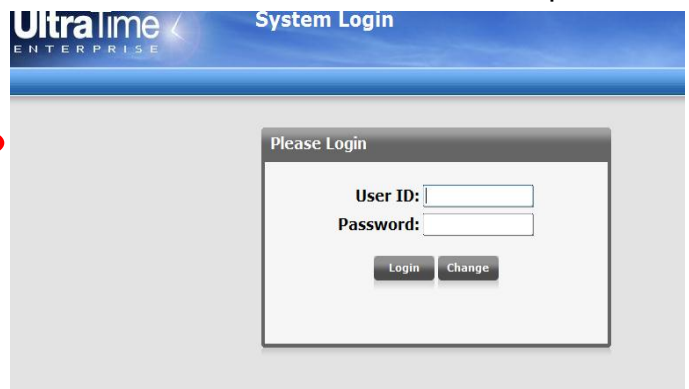 UltraTime
ENTERPRISE
System Login
Please Login
User ID:
Password:
Login Change